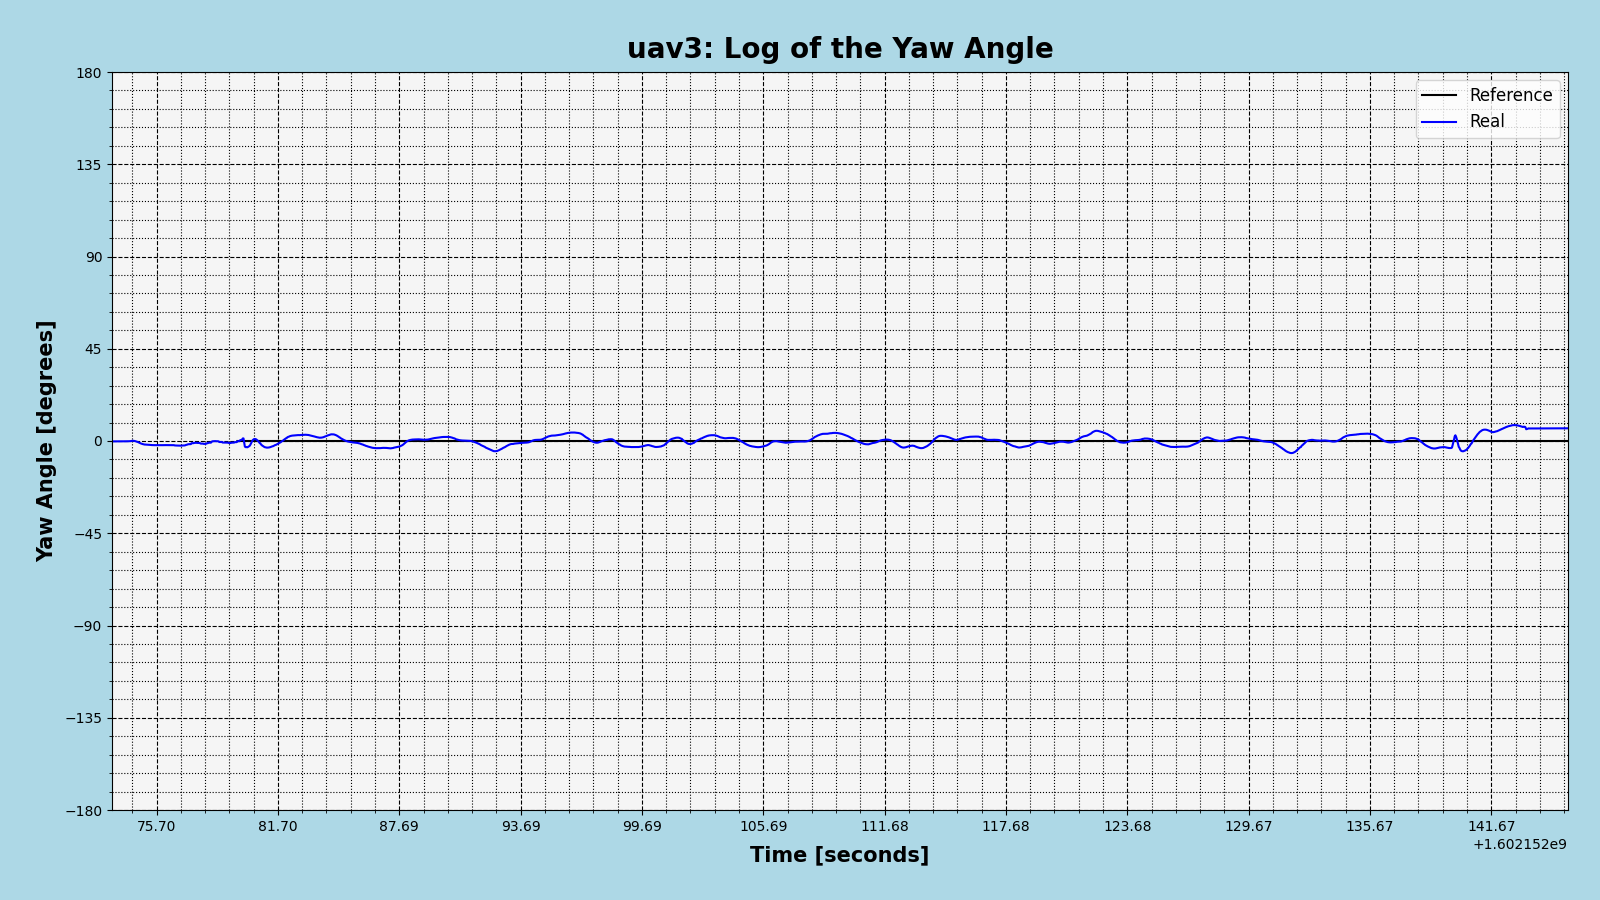 uav3: Log of the Yaw Angle
Reference
Real
Yaw Angle [degrees]
180
135
90
45
0
−45
−90
−135
−180
75.70 81.70 87.69 93.69 99.69 105.69 111.68 117.68 123.68 129.67 135.67 141.67
+1.602152e9
Time [seconds]